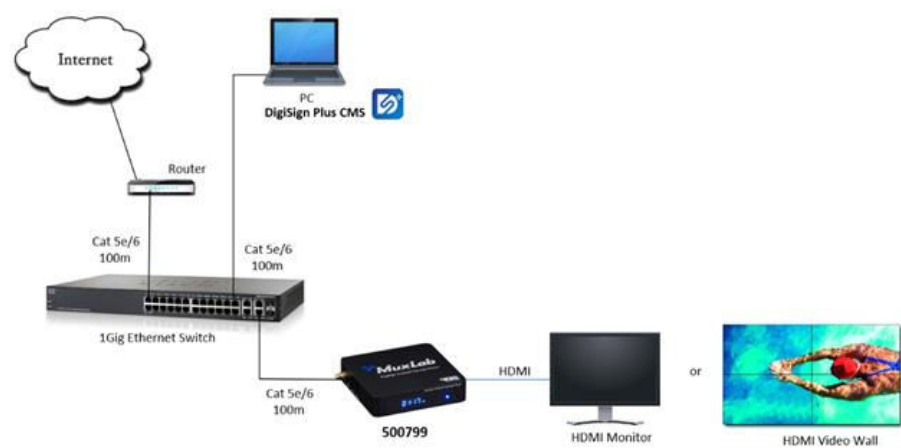 Internet
PC
DigiSign Plus CMS
Router
Cat 5e/6
100m
Cat 5e/6
100m
1Gig Ethernet Switch
Cat 5e/6
100m
MuxLab
500799
HDMI
HDMI Monitor
or
HDMI Video Wall